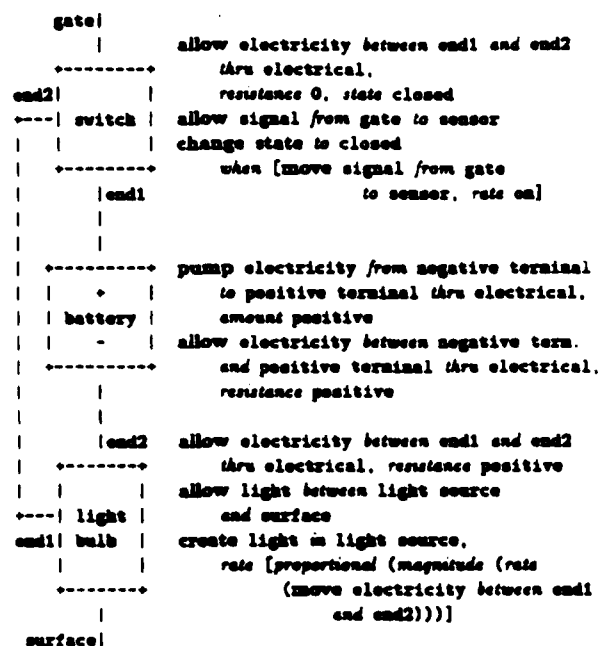 gate
allow electricity between end1 and end2
thru electrical,
end2
resistance 0, state closed
switch
allow signal from gate to sensor
change state to closed
when [move signal from gate
end1
to sensor, rate on]
pump electricity from negative terminal
+
to positive terminal thru electrical,
battery
amount positive
-
allow electricity between negative term.
and positive terminal thru electrical,
resistance positive
end2
allow electricity between end1 and end2
thru electrical, resistance positive
allow light between light source
light
and surface
end1
bulb
create light in light source,
rate [proportional (magnitude (rate
(move electricity between end1
and end2)))]
surface